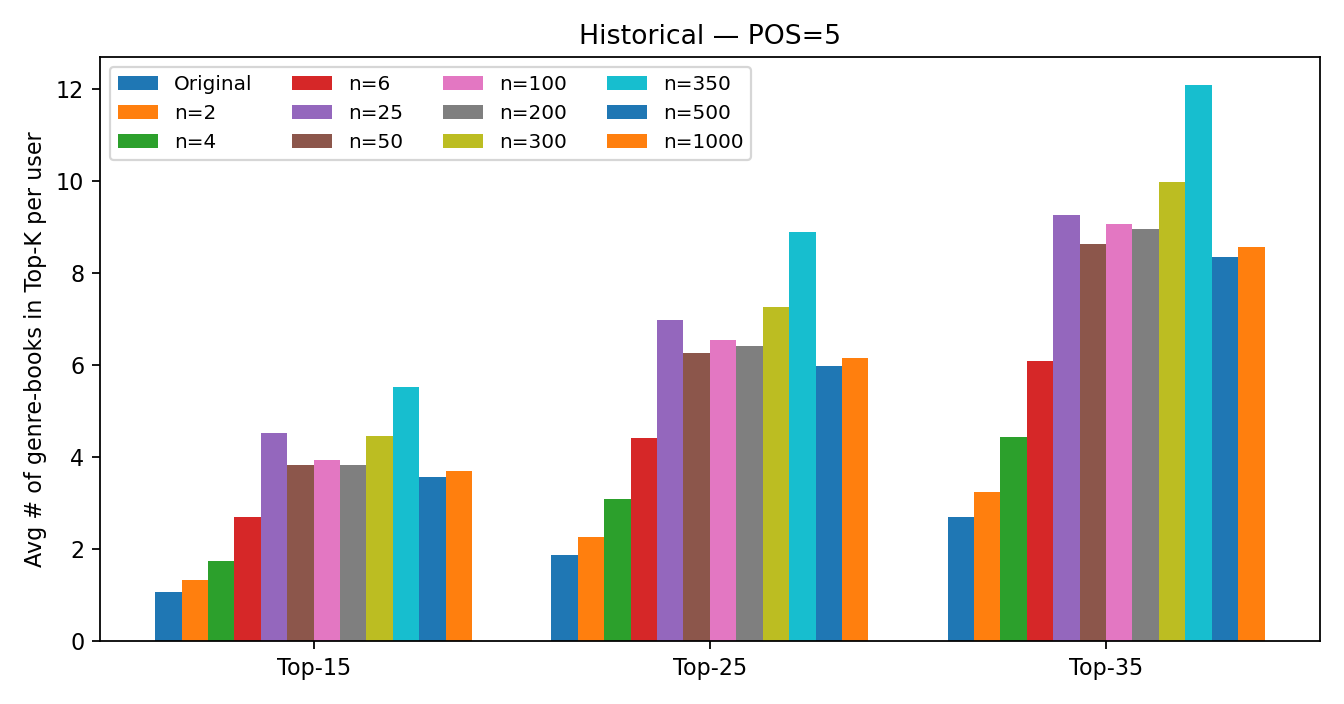 Historical — POS=5
Avg # of genre-books in Top-K per user
12
10
8
6
4
2
0
Original n=6 n=100 n=350
n=2 n=25 n=200 n=500
n=4 n=50 n=300 n=1000
Top-15 Top-25 Top-35